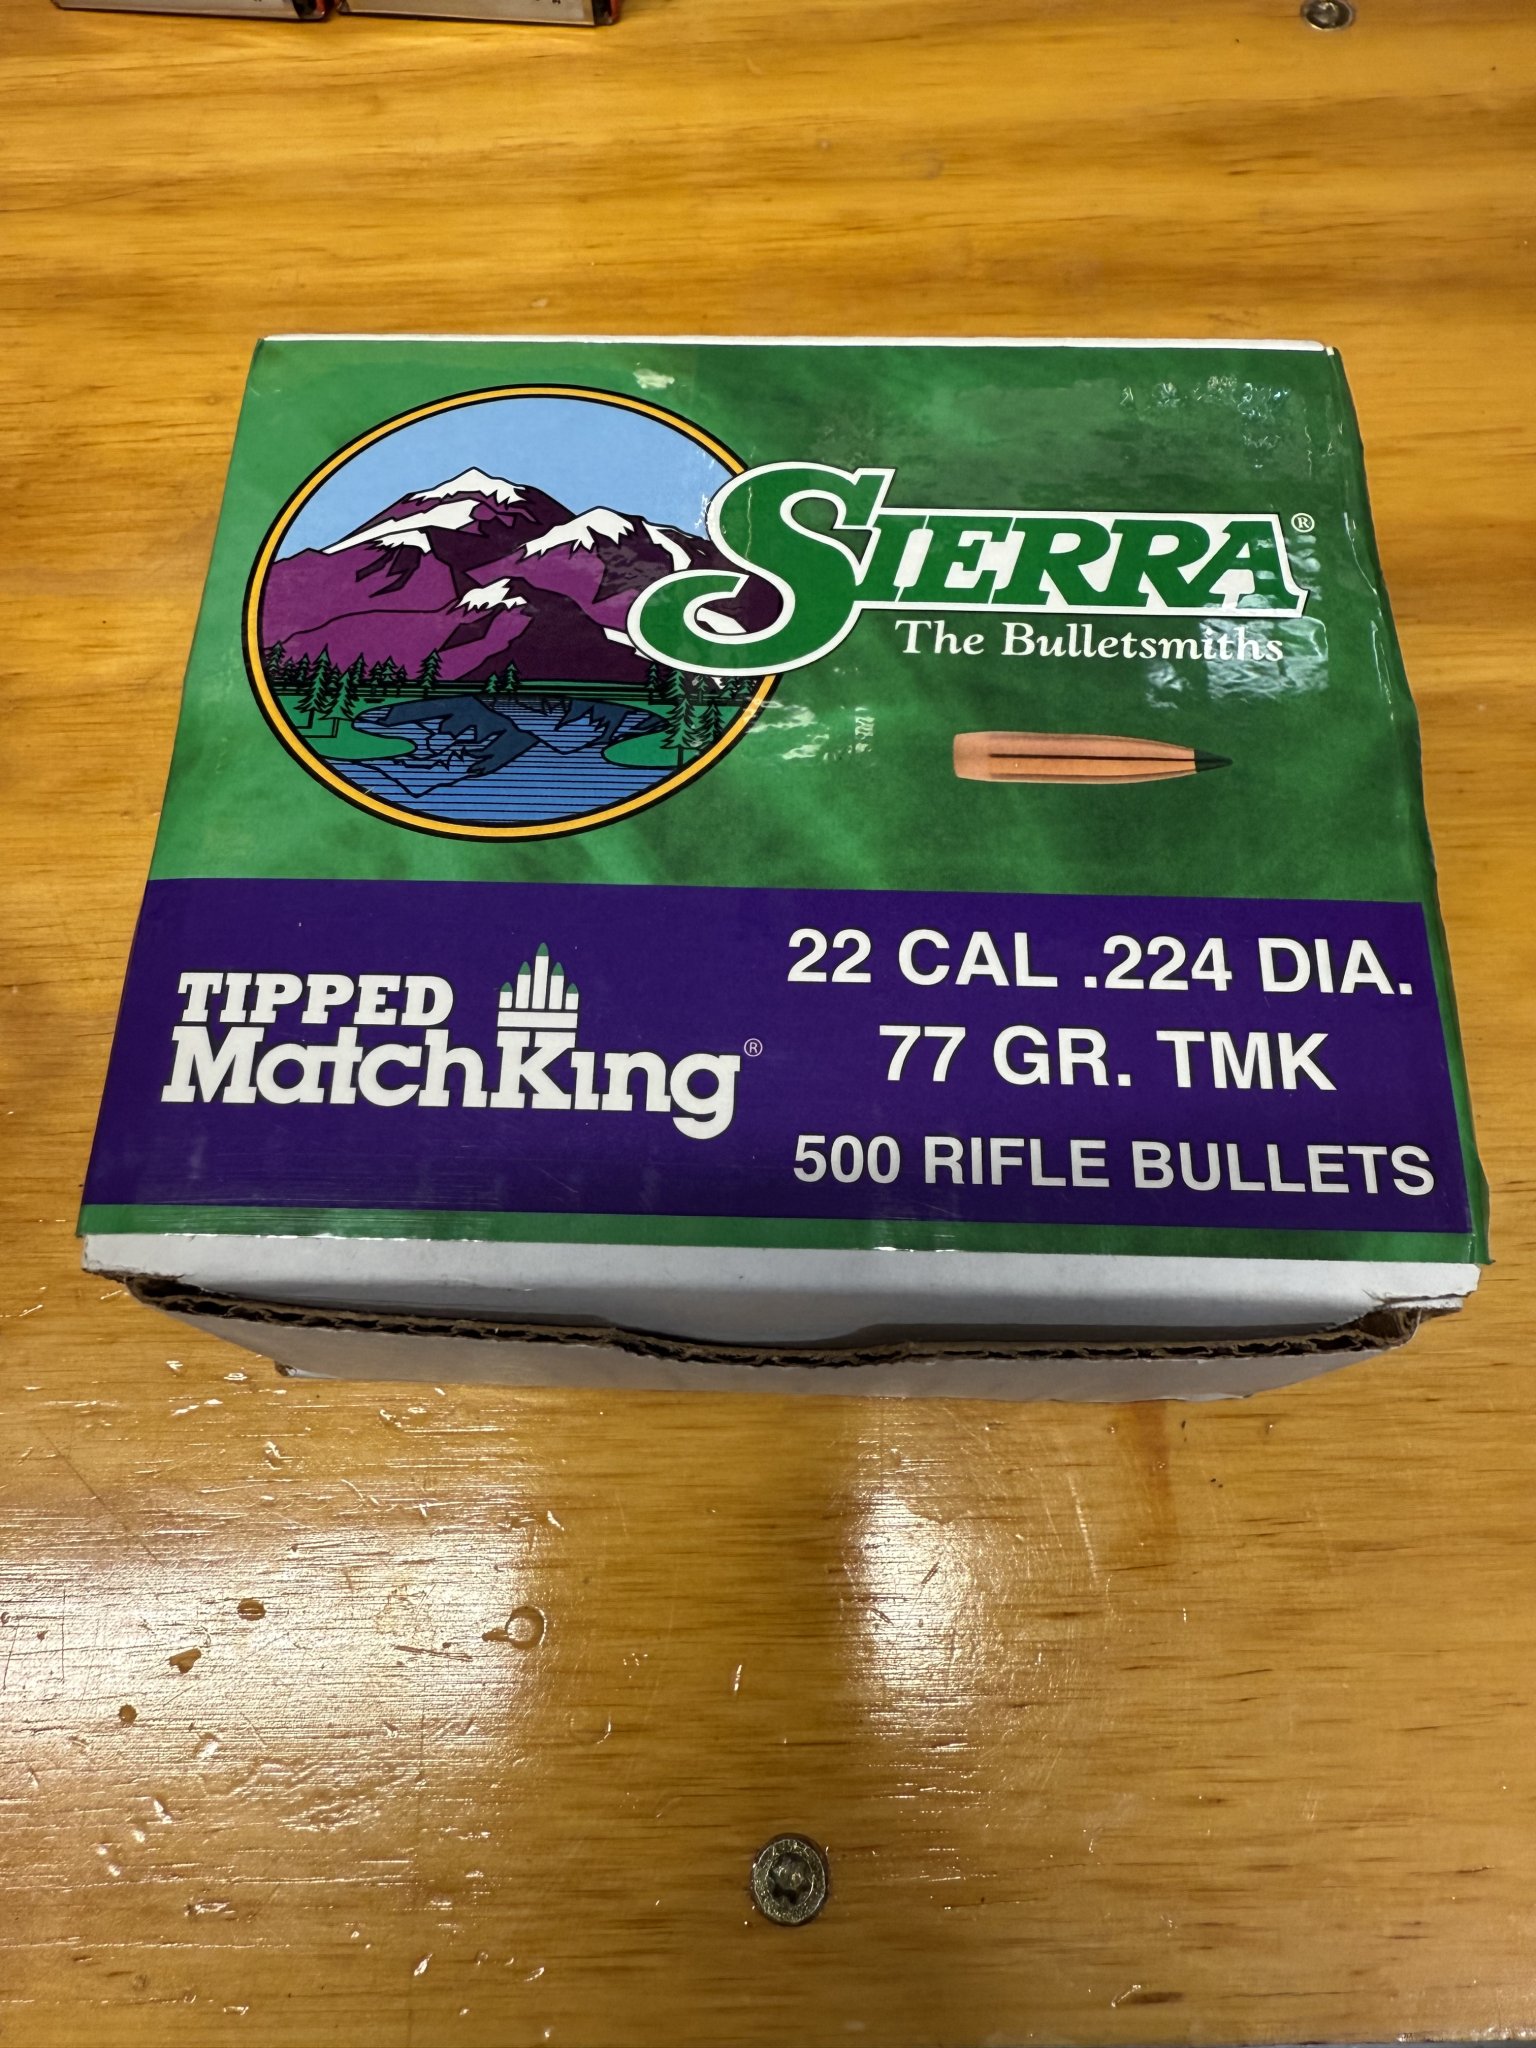 SIERRA®
The Bulletsmiths
TIPPED
MatchKing®
22 CAL .224 DIA.
77 GR. TMK
500 RIFLE BULLETS